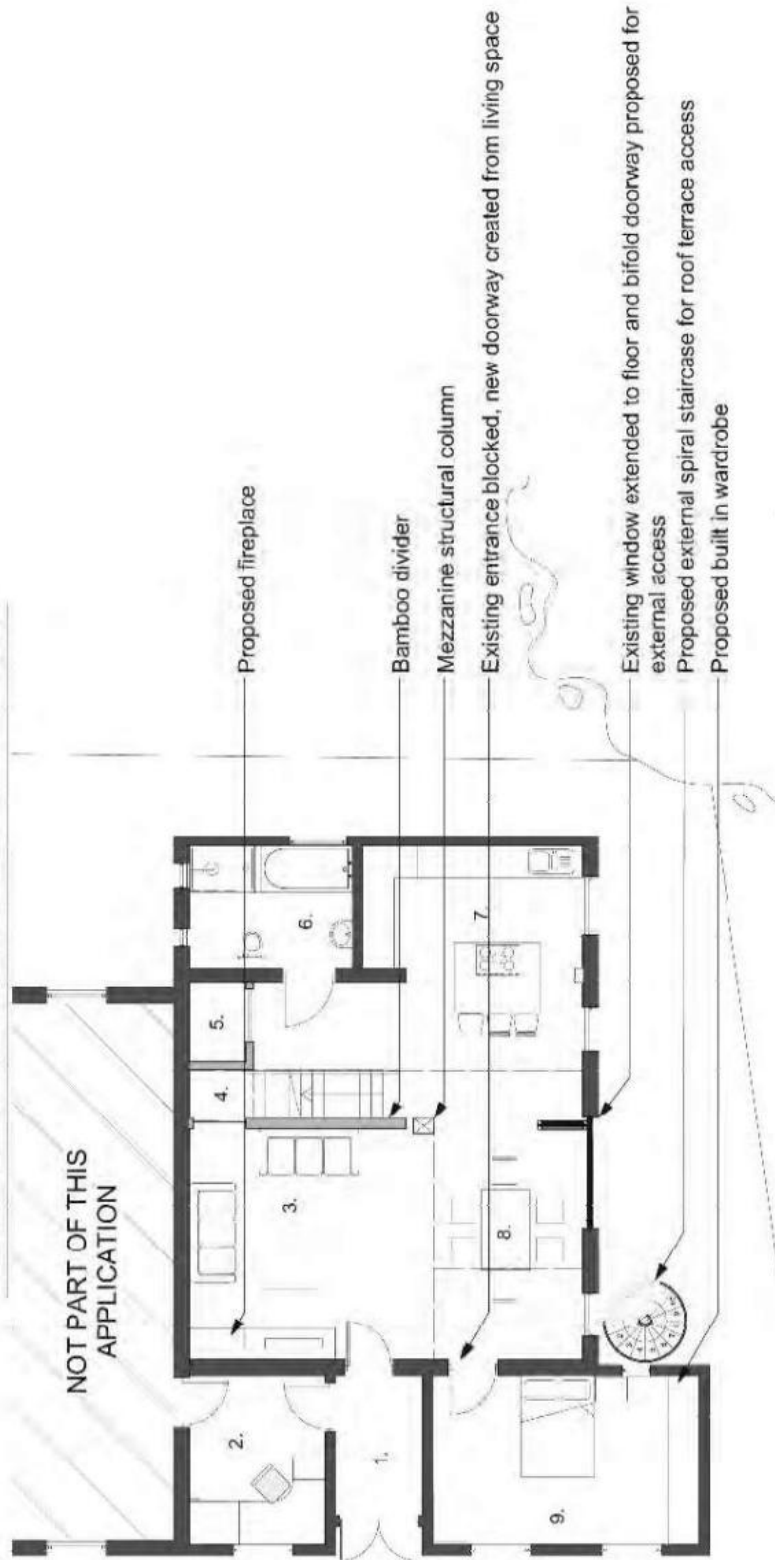 NOT PART OF THIS
APPLICATION
Proposed fireplace
Bamboo divider
Mezzanine structural column
Existing entrance blocked, new doorway created from living space
Existing window extended to floor and bifold doorway proposed for
external access
Proposed external spiral staircase for roof terrace access
Proposed built in wardrobe
1.
2.
3.
4.
5.
6.
7.
8.
9.